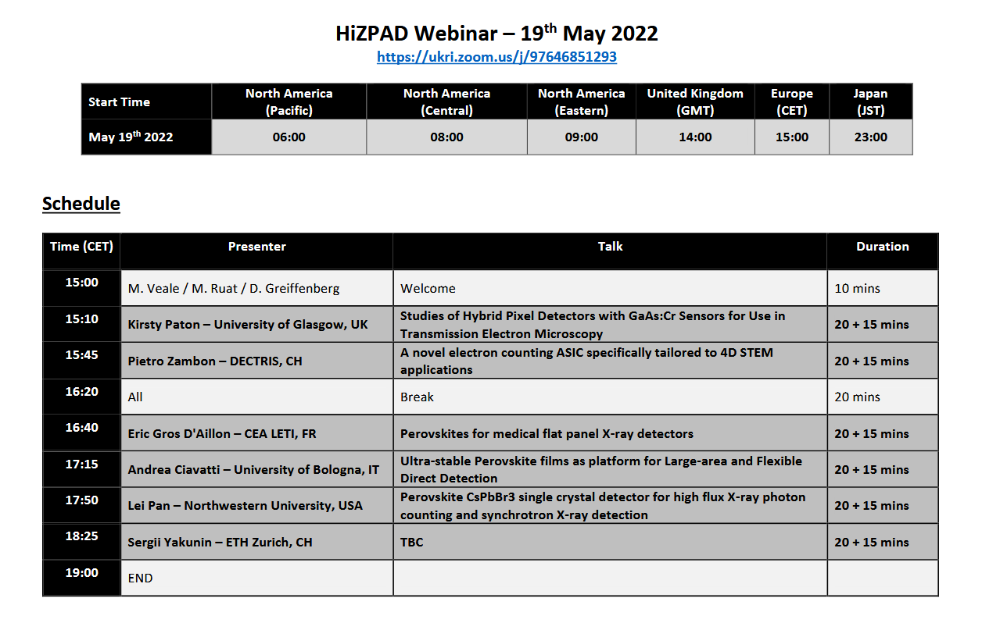 HiZPAD Webinar – 19th May 2022
https://ukri.zoom.us/j/97646851293
Start Time
North America
(Pacific)
North America
(Central)
North America
(Eastern)
United Kingdom
(GMT)
Europe
(CET)
Japan
(JST)
May 19th 2022
06:00
08:00
09:00
14:00
15:00
23:00
Schedule
Time (CET)
Presenter
Talk
Duration
15:00
M. Veale / M. Ruat / D. Greiffenberg
Welcome
10 mins
15:10
Kirsty Paton – University of Glasgow, UK
Studies of Hybrid Pixel Detectors with GaAs:Cr Sensors for Use in
Transmission Electron Microscopy
20 + 15 mins
15:45
Pietro Zambon – DECTRIS, CH
A novel electron counting ASIC specifically tailored to 4D STEM
applications
20 + 15 mins
16:20
All
Break
20 mins
16:40
Eric Gros D'Aillon – CEA LETI, FR
Perovskites for medical flat panel X-ray detectors
20 + 15 mins
17:15
Andrea Ciavatti – University of Bologna, IT
Ultra-stable Perovskite films as platform for Large-area and Flexible
Direct Detection
20 + 15 mins
17:50
Lei Pan – Northwestern University, USA
Perovskite CsPbBr3 single crystal detector for high flux X-ray photon
counting and synchrotron X-ray detection
20 + 15 mins
18:25
Sergii Yakunin – ETH Zurich, CH
TBC
20 + 15 mins
19:00
END